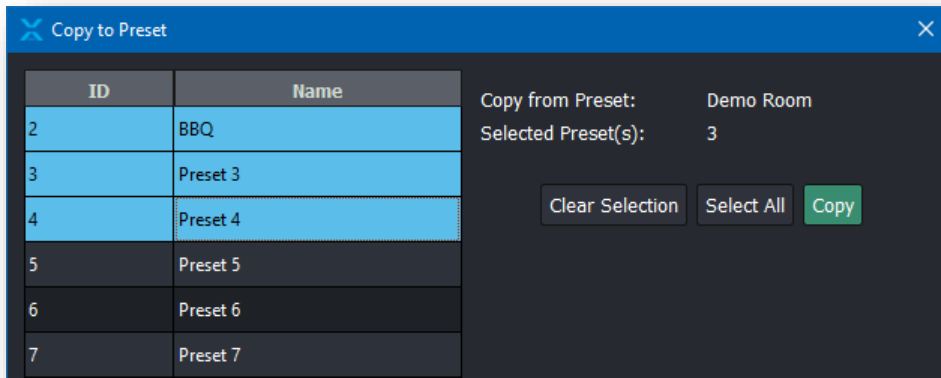 Copy to Preset
ID Name
2 BBQ
3 Preset 3
4 Preset 4
5 Preset 5
6 Preset 6
7 Preset 7
Copy from Preset: Demo Room
Selected Preset(s): 3
Clear Selection Select All Copy